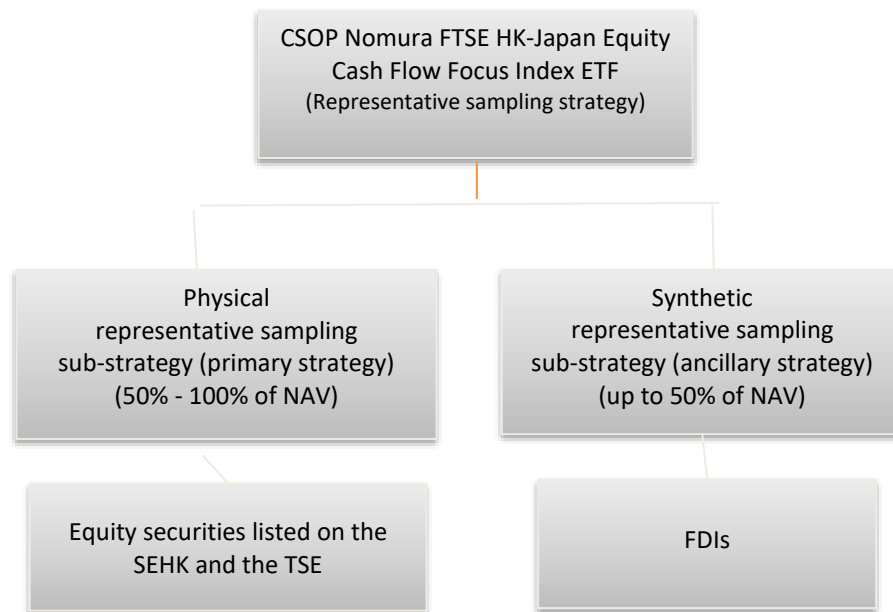 CSOP Nomura FTSE HK-Japan Equity
Cash Flow Focus Index ETF
(Representative sampling strategy)
Physical
representative sampling
sub-strategy (primary strategy)
(50% - 100% of NAV)
Synthetic
representative sampling
sub-strategy (ancillary strategy)
(up to 50% of NAV)
Equity securities listed on the
SEHK and the TSE
FDIs